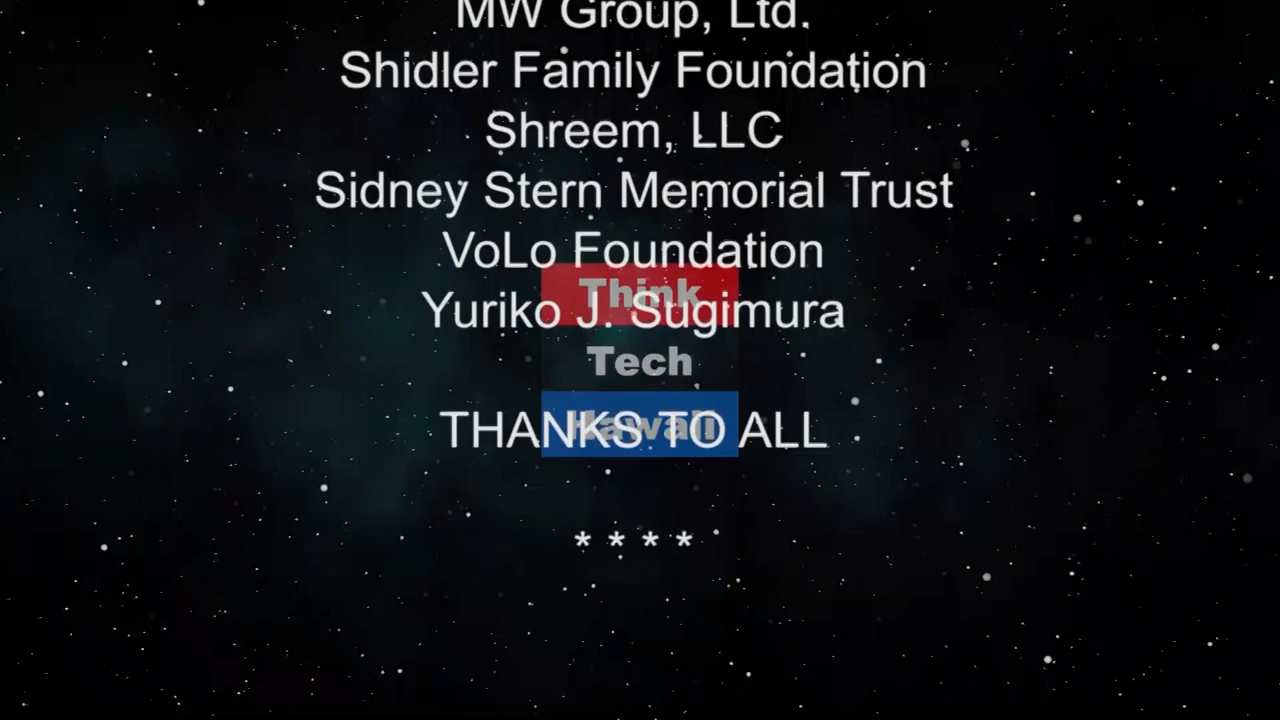 MW Group, Ltd.
Shidler Family Foundation
Shreem, LLC
Sidney Stern Memorial Trust
VoLo Foundation
Think
Yuriko J. Sugimura
Tech
Hawaii
THANKS TO ALL
* * * *